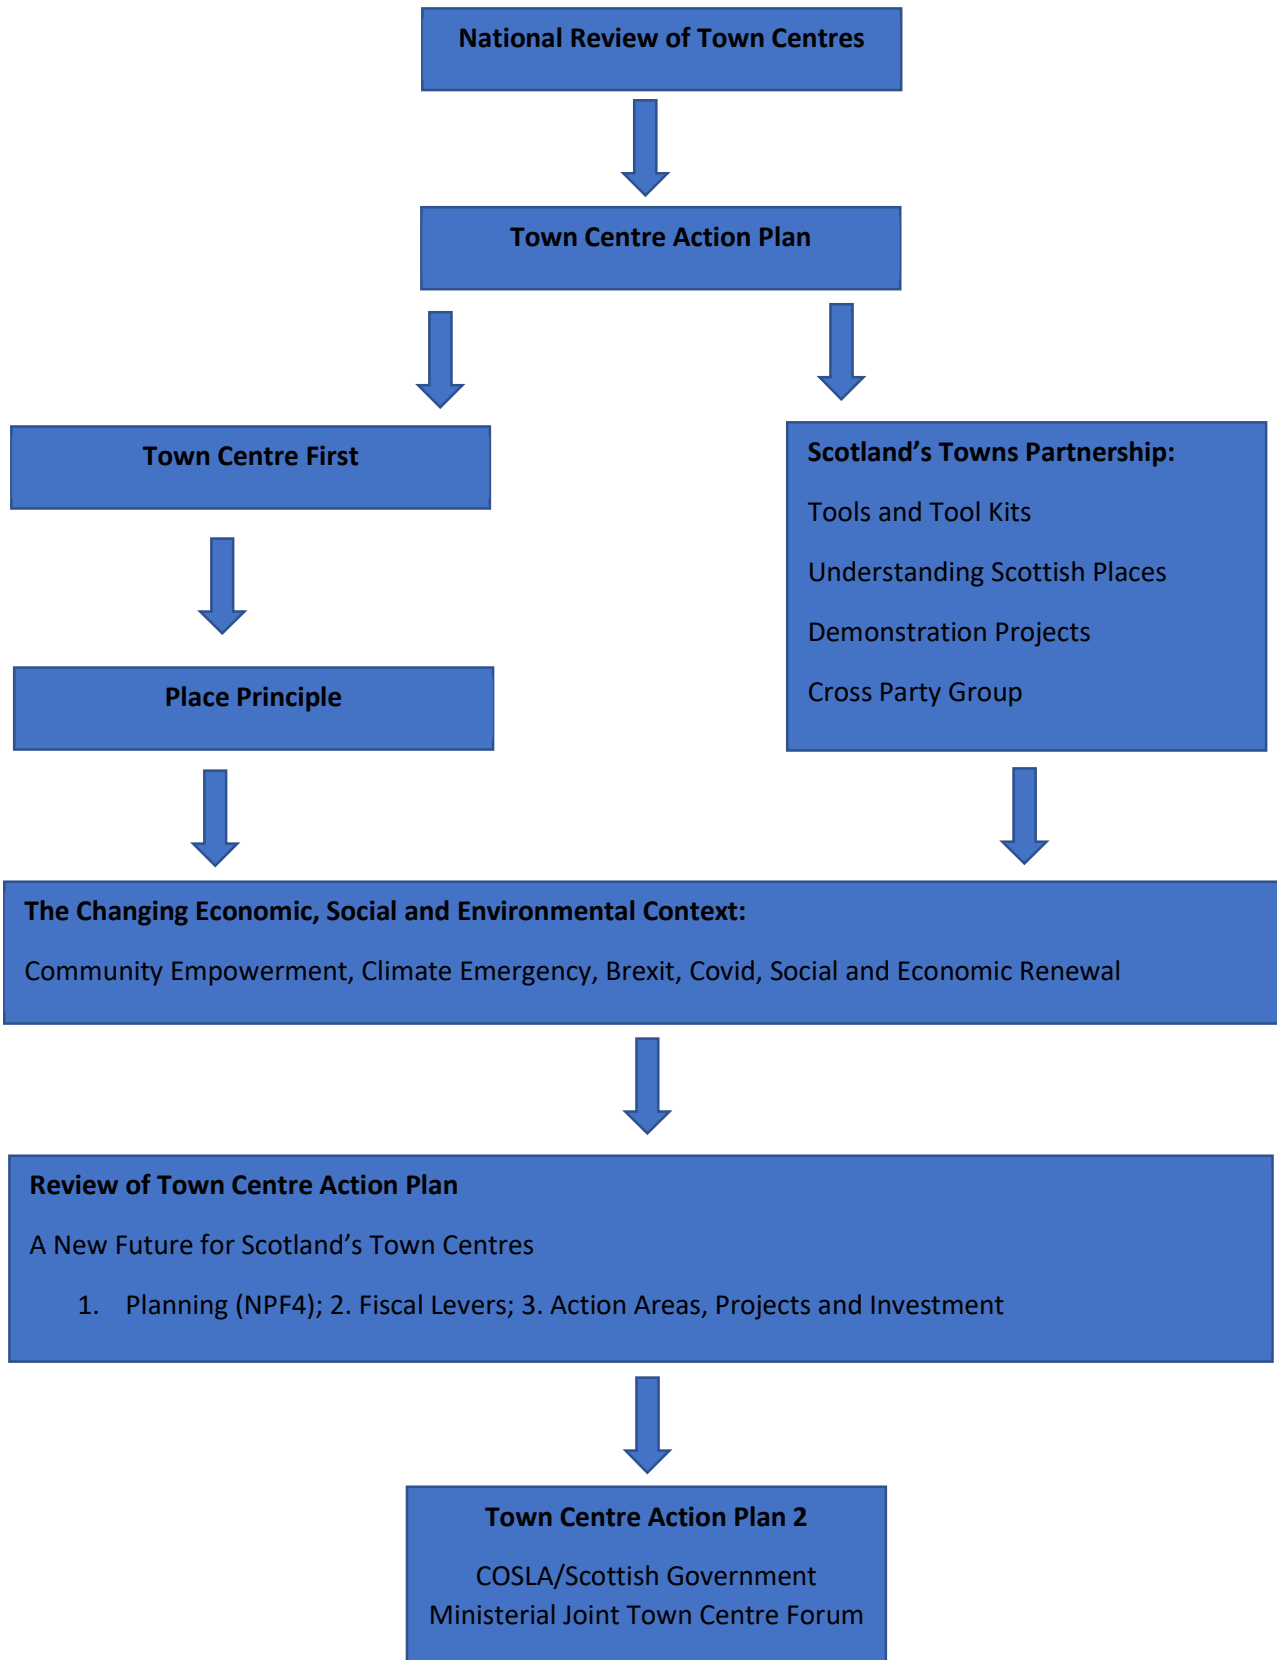 National Review of Town Centres
Town Centre Action Plan
Town Centre First
Place Principle
Scotland’s Towns Partnership:
Tools and Tool Kits
Understanding Scottish Places
Demonstration Projects
Cross Party Group
The Changing Economic, Social and Environmental Context:
Community Empowerment, Climate Emergency, Brexit, Covid, Social and Economic Renewal
Review of Town Centre Action Plan
A New Future for Scotland’s Town Centres
1. Planning (NPF4); 2. Fiscal Levers; 3. Action Areas, Projects and Investment
Town Centre Action Plan 2
COSLA/Scottish Government
Ministerial Joint Town Centre Forum